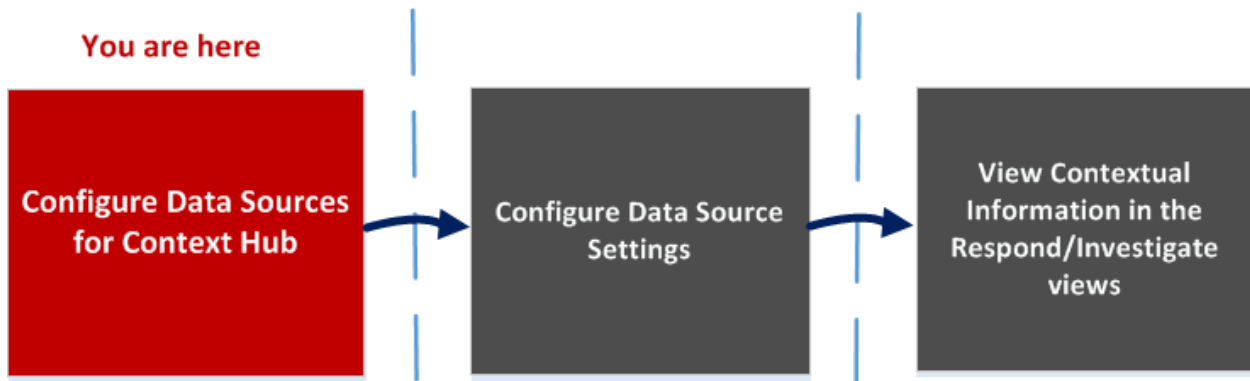 You are here
Configure Data Sources
for Context Hub
Configure Data Source
Settings
View Contextual
Information in the
Respond/Investigate
views